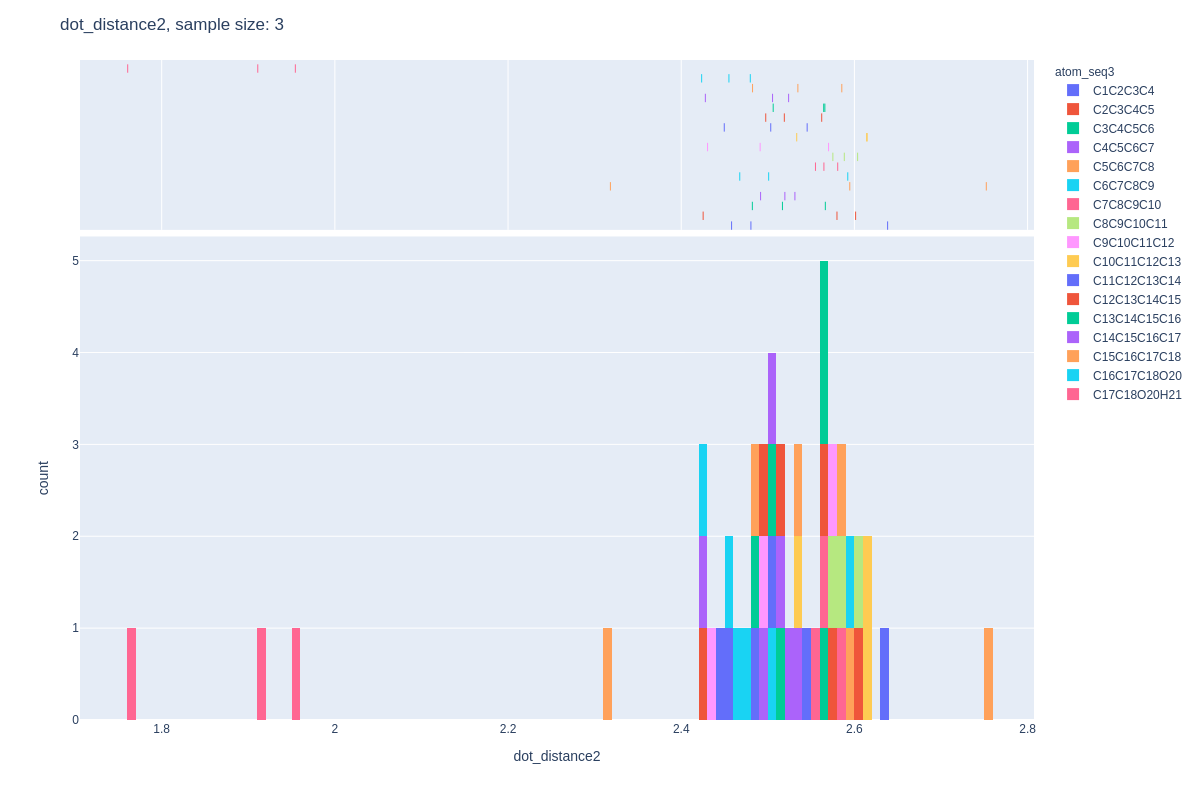 dot_distance2, sample size: 3
atom_seq3
C1C2C3C4
C2C3C4C5
C3C4C5C6
C4C5C6C7
C5C6C7C8
C6C7C8C9
C7C8C9C10
C8C9C10C11
C9C10C11C12
C10C11C12C13
C11C12C13C14
C12C13C14C15
C13C14C15C16
C14C15C16C17
C15C16C17C18
C16C17C18O20
C17C18O20H21
5
4
3
2
1
0
count
1.8 2 2.2 2.4 2.6 2.8
dot_distance2